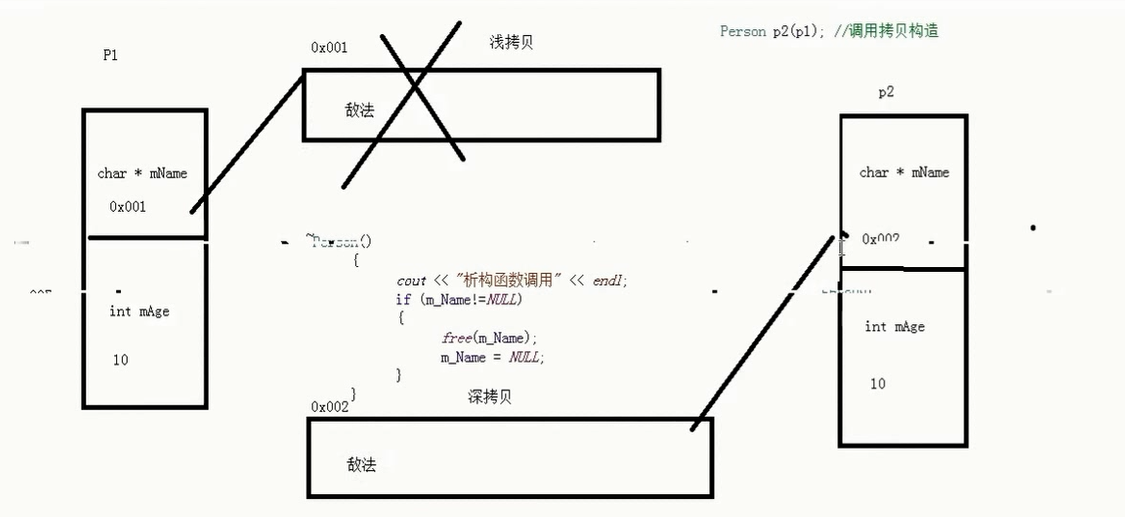 Person p2(p1); //调用拷贝构造
P1
0x001
浅拷贝
p2
敌法
char * mName
0x001
char * mName
0x002
~Person()
{
cout << "析构函数调用" << endl;
if (m_Name!=NULL)
{
free(m_Name);
m_Name = NULL;
}
}
int mAge
10
int mAge
10
0x002
深拷贝
敌法